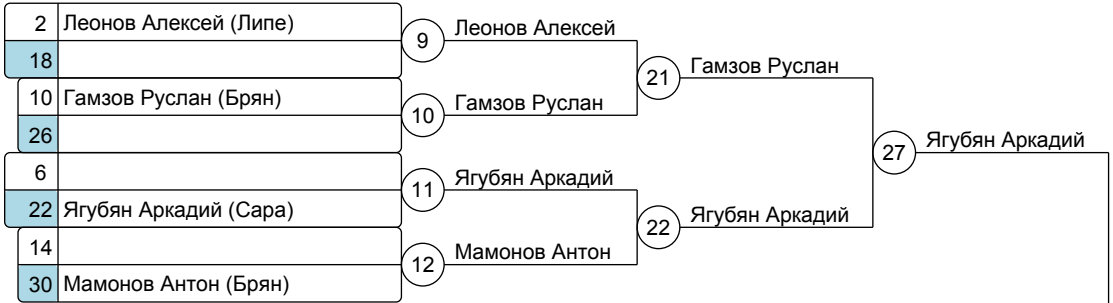 2 Леонов Алексей (Липе)
18
9 Леонов Алексей
21 Гамзов Руслан
10 Гамзов Руслан (Брян)
26
10 Гамзов Руслан
27 Ягубян Аркадий
6
22 Ягубян Аркадий (Сара)
11 Ягубян Аркадий
22 Ягубян Аркадий
14
30 Мамонов Антон (Брян)
12 Мамонов Антон